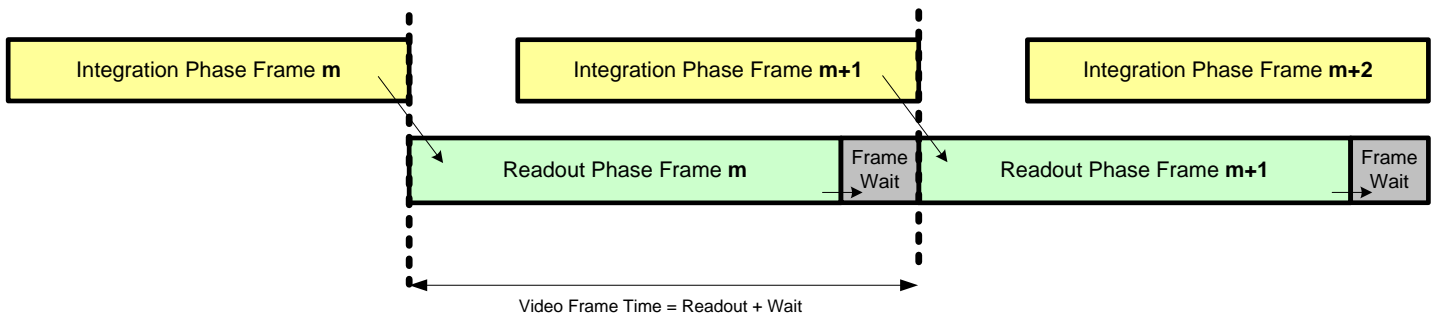 Integration Phase Frame m
Integration Phase Frame m+1
Integration Phase Frame m+2
Readout Phase Frame m
Frame
Wait
Readout Phase Frame m+1
Frame
Wait
Video Frame Time = Readout + Wait